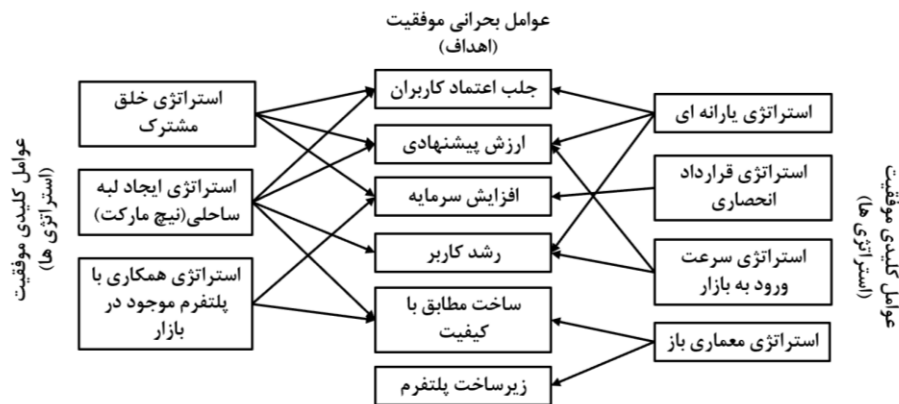 عوامل بحرانی موفقیت
(اهداف)
جلب اعتماد کاربران
ارزش پیشنهادی
افزایش سرمایه
رشد کاربر
ساخت مطابق با
کیفیت
زیرساخت پلتفرم
عوامل کلیدی موفقیت
(استراتژی ها)
استراتژی یارانه ای
استراتژی قرارداد
انحصاری
استراتژی سرعت
ورود به بازار
استراتژی معماری باز
استراتژی خلق
مشترک
استراتژی ایجاد لبه
ساحلی(نیچ مارکت)
استراتژی همکاری با
پلتفرم موجود در
بازار
عوامل کلیدی موفقیت
(استراتژی ها)